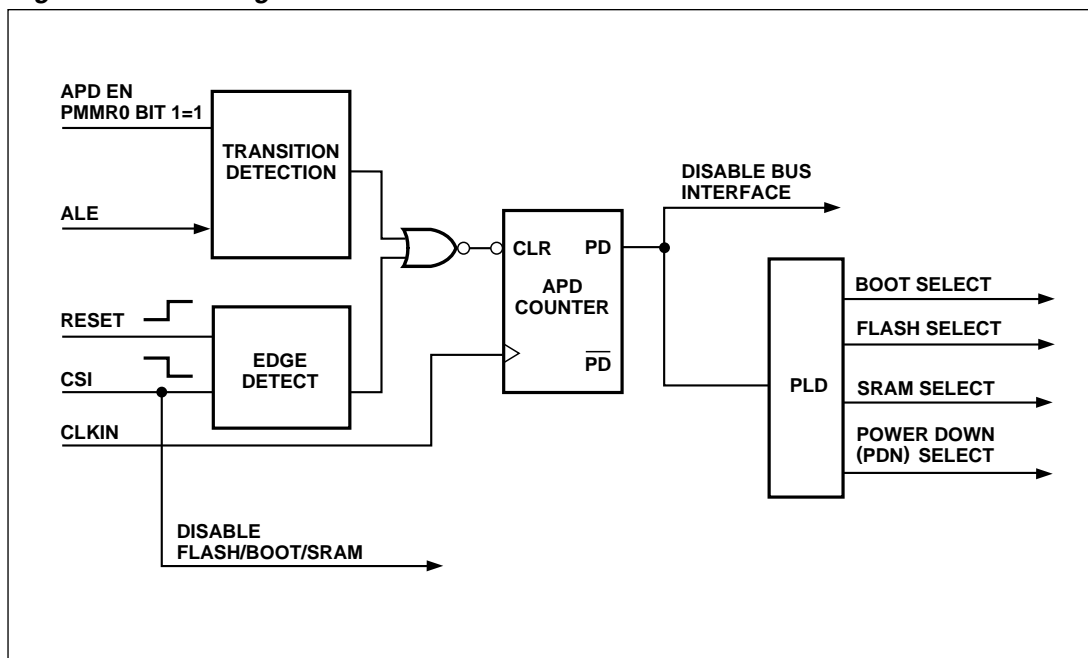 APD EN
PMMR0 BIT 1=1
TRANSITION
DETECTION
ALE
RESET
EDGE
DETECT
CSI
CLKIN
DISABLE
FLASH/BOOT/SRAM
CLR
PD
APD
COUNTER
PD
DISABLE BUS
INTERFACE
PLD
BOOT SELECT
FLASH SELECT
SRAM SELECT
POWER DOWN
(PDN) SELECT